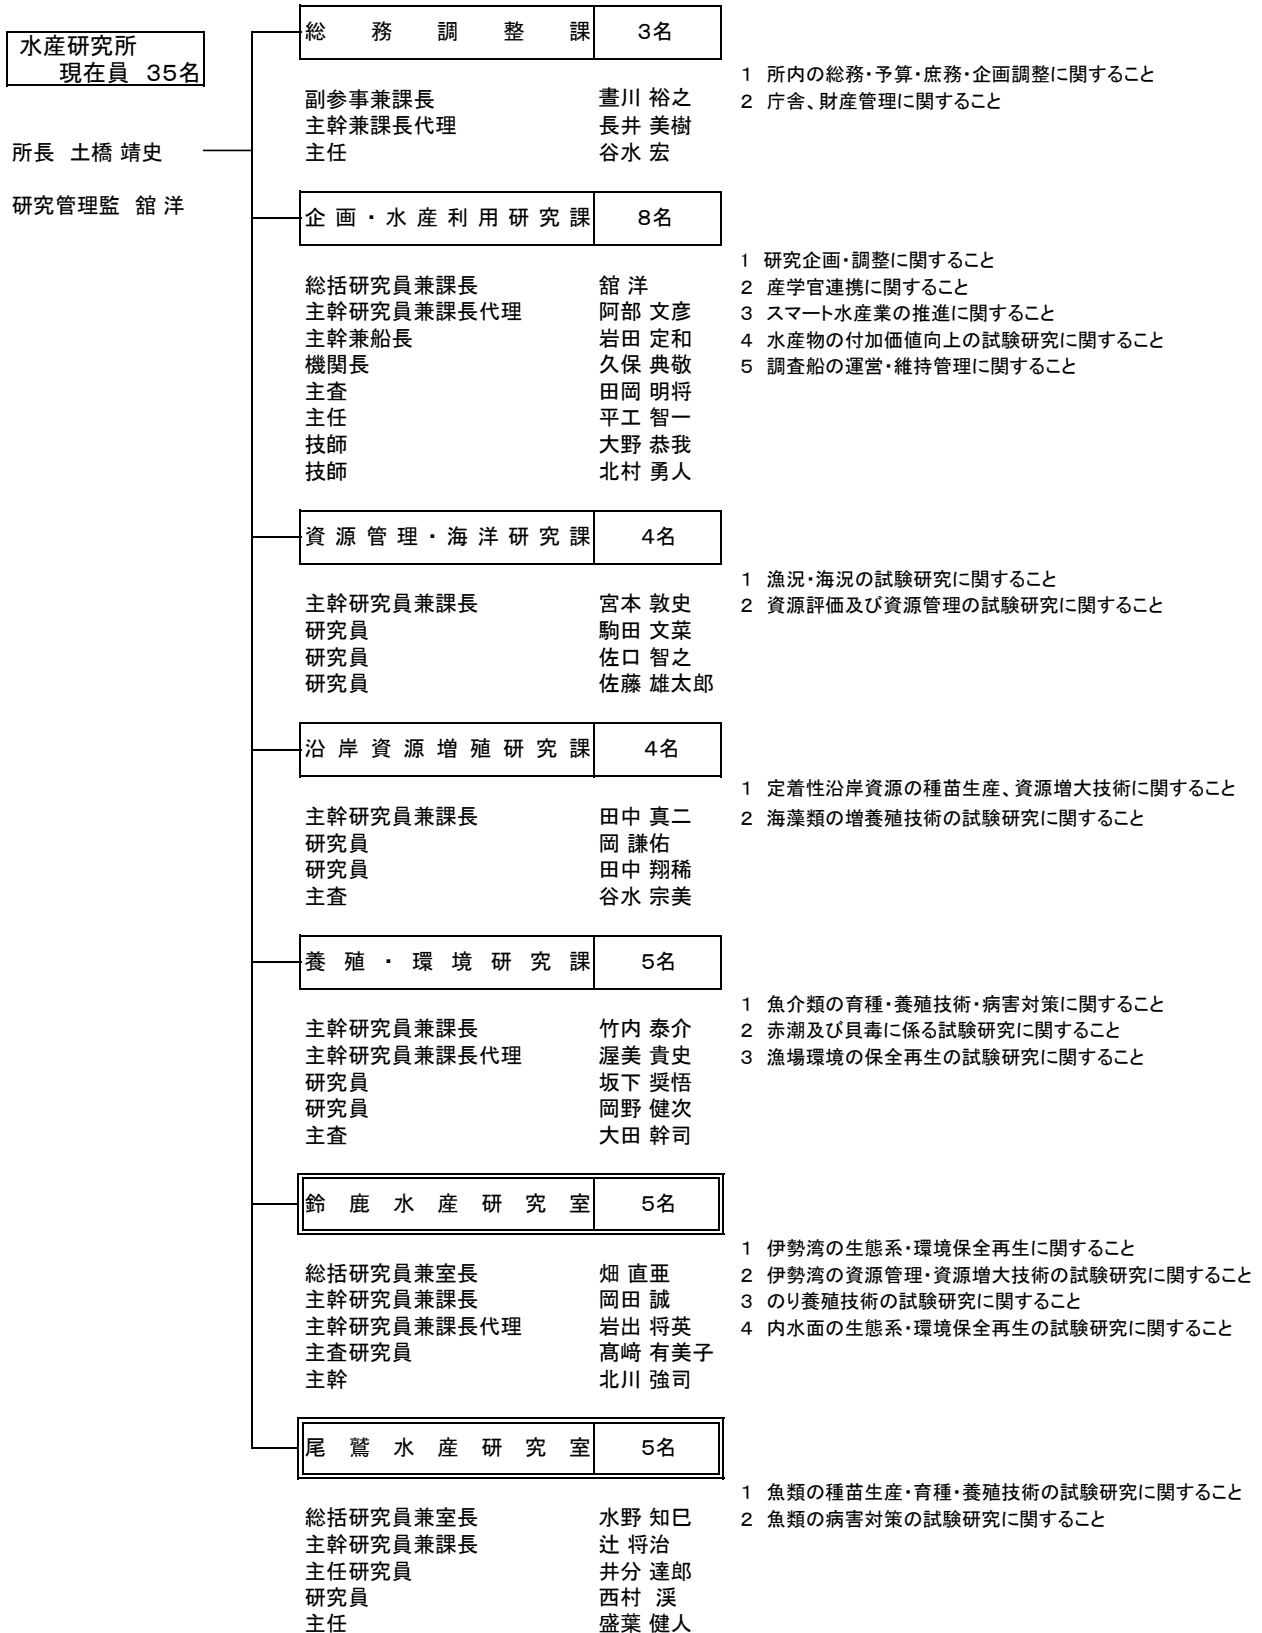 水産研究所
現在員 35名
所長 土橋 靖史
研究管理監 舘 洋
総務調整課 3名
副参事兼課長 晝川 裕之
主幹兼課長代理 長井 美樹
主任 谷水 宏
1 所内の総務・予算・庶務・企画調整に関すること
2 庁舎、財産管理に関すること
企画・水産利用研究課 8名
総括研究員兼課長 舘 洋
主幹研究員兼課長代理 阿部 文彦
主幹兼船長 岩田 定和
機関長 久保 典敬
主査 田岡 明将
主任 平工 智一
技師 大野 恭我
技師 北村 勇人
1 研究企画・調整に関すること
2 産学官連携に関すること
3 スマート水産業の推進に関すること
4 水産物の付加価値向上の試験研究に関すること
5 調査船の運営・維持管理に関すること
資源管理・海洋研究課 4名
主幹研究員兼課長 宮本 敦史
研究員 駒田 文菜
研究員 佐口 智之
研究員 佐藤 雄太郎
1 漁況・海況の試験研究に関すること
2 資源評価及び資源管理の試験研究に関すること
沿岸資源増殖研究課 4名
主幹研究員兼課長 田中 真二
研究員 岡 謙佑
研究員 田中 翔稀
主査 谷水 宗美
1 定着性沿岸資源の種苗生産、資源増大技術に関すること
2 海藻類の増養殖技術の試験研究に関すること
養殖・環境研究課 5名
主幹研究員兼課長 竹内 泰介
主幹研究員兼課長代理 渥美 貴史
研究員 坂下 奨悟
研究員 岡野 健次
主査 大田 幹司
1 魚介類の育種・養殖技術・病害対策に関すること
2 赤潮及び貝毒に係る試験研究に関すること
3 漁場環境の保全再生の試験研究に関すること
鈴鹿水産研究室 5名
総括研究員兼室長 畑 直亜
主幹研究員兼課長 岡田 誠
主幹研究員兼課長代理 岩出 将英
主査研究員 髙﨑 有美子
主幹 北川 強司
1 伊勢湾の生態系・環境保全再生に関すること
2 伊勢湾の資源管理・資源増大技術の試験研究に関すること
3 のり養殖技術の試験研究に関すること
4 内水面の生態系・環境保全再生の試験研究に関すること
尾鷲水産研究室 5名
総括研究員兼室長 水野 知巳
主幹研究員兼課長 辻 将治
主任研究員 井分 達郎
研究員 西村 渓
主任 盛葉 健人
1 魚類の種苗生産・育種・養殖技術の試験研究に関すること
2 魚類の病害対策の試験研究に関すること